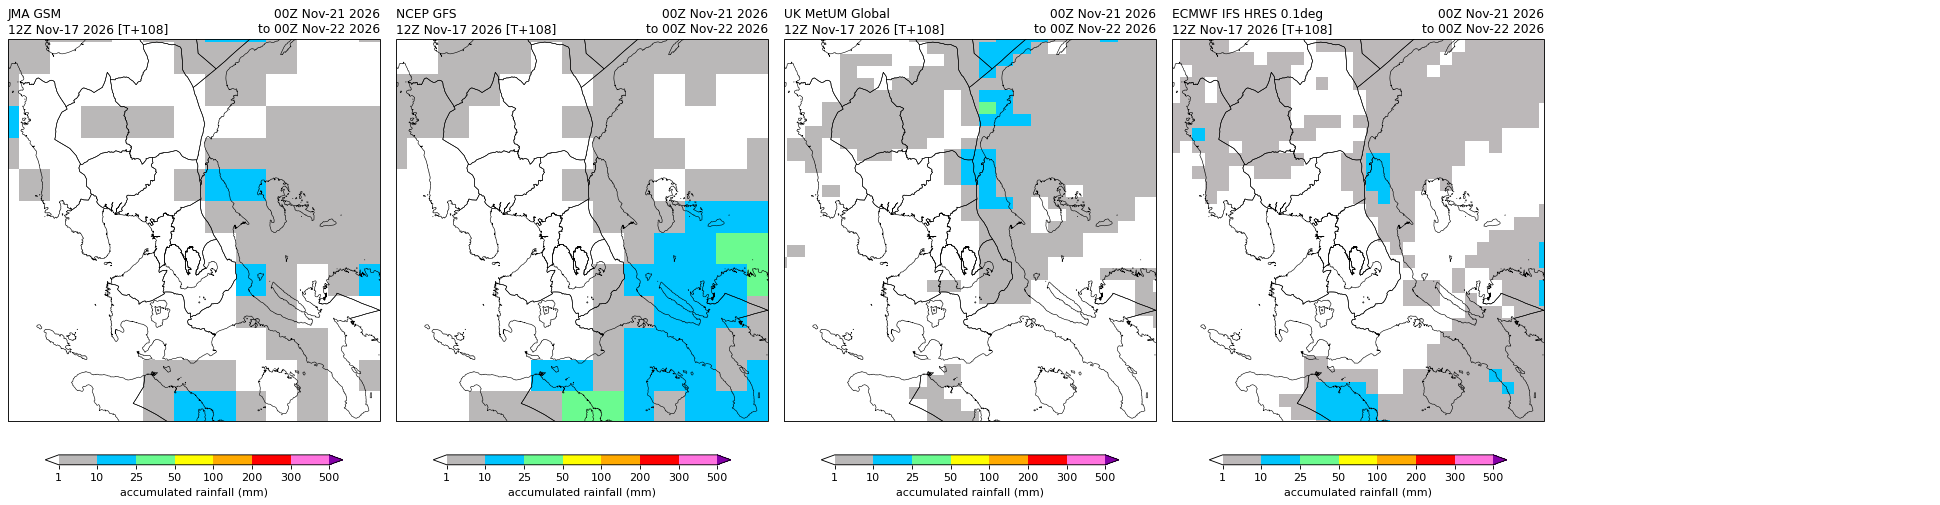 JMA GSM 00Z Nov-21 2026
12Z Nov-17 2026 [T+108] to 00Z Nov-22 2026
NCEP GFS 00Z Nov-21 2026
12Z Nov-17 2026 [T+108] to 00Z Nov-22 2026
UK MetUM Global 00Z Nov-21 2026
12Z Nov-17 2026 [T+108] to 00Z Nov-22 2026
ECMWF IFS HRES 0.1deg 00Z Nov-21 2026
12Z Nov-17 2026 [T+108] to 00Z Nov-22 2026
1 10 25 50 100 200 300 500
accumulated rainfall (mm)
1 10 25 50 100 200 300 500
accumulated rainfall (mm)
1 10 25 50 100 200 300 500
accumulated rainfall (mm)
1 10 25 50 100 200 300 500
accumulated rainfall (mm)